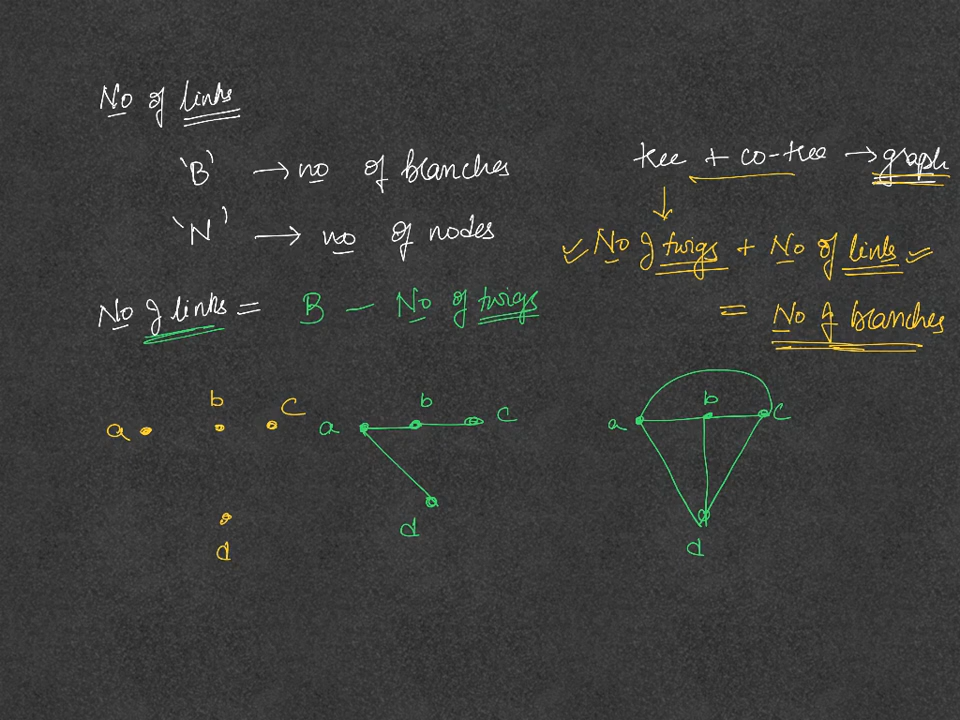 No of links
'B' → no of branches
'N' → no of nodes
No of links = B - No of twigs
tree + co-tree → graph
↓
✓ No of twigs + No of links ✓
= No of branches
a b c
d
a b c
d
a b c
d